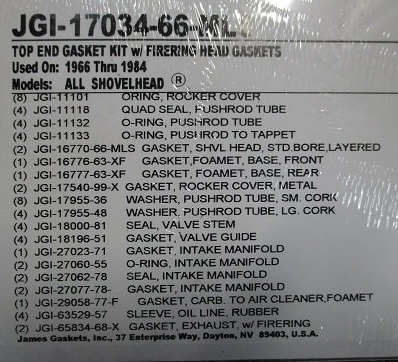 JGI-17034-66-MLS
TOP END GASKET KIT w/ FIRERING HEAD GASKETS
Used On: 1966 Thru 1984
Models: ALL SHOVELHEAD ®
(8) JGI-11101 ORING, ROCKER COVER
(4) JGI-11118 QUAD SEAL, PUSHROD TUBE
(4) JGI-11132 O-RING, PUSHROD TUBE
(4) JGI-11133 O-RING, PUSHROD TO TAPPET
(2) JGI-16770-66-MLS GASKET, SHVL HEAD, STD.BORE,LAYERED
(1) JGI-16776-63-XF GASKET,FOAMET, BASE, FRONT
(1) JGI-16777-63-XF GASKET,FOAMET, BASE, REAR
(2) JGI-17540-99-X GASKET, ROCKER COVER, METAL
(8) JGI-17955-36 WASHER, PUSHROD TUBE, SM. CORK
(4) JGI-17955-48 WASHER, PUSHROD TUBE, LG. CORK
(4) JGI-18000-81 SEAL, VALVE STEM
(4) JGI-18196-51 GASKET, VALVE GUIDE
(1) JGI-27023-71 GASKET, INTAKE MANIFOLD
(2) JGI-27060-55 O-RING, INTAKE MANIFOLD
(2) JGI-27062-78 SEAL, INTAKE MANIFOLD
(2) JGI-27077-78- GASKET, INTAKE MANIFOLD
(1) JGI-29058-77-F GASKET, CARB. TO AIR CLEANER,FOAMET
(4) JGI-63529-57 SLEEVE, OIL LINE, RUBBER
(2) JGI-65834-68-X GASKET, EXHAUST, w/ FIRERING
James Gaskets, Inc., 37 Enterprise Way, Dayton, NV 89403, U.S.A.